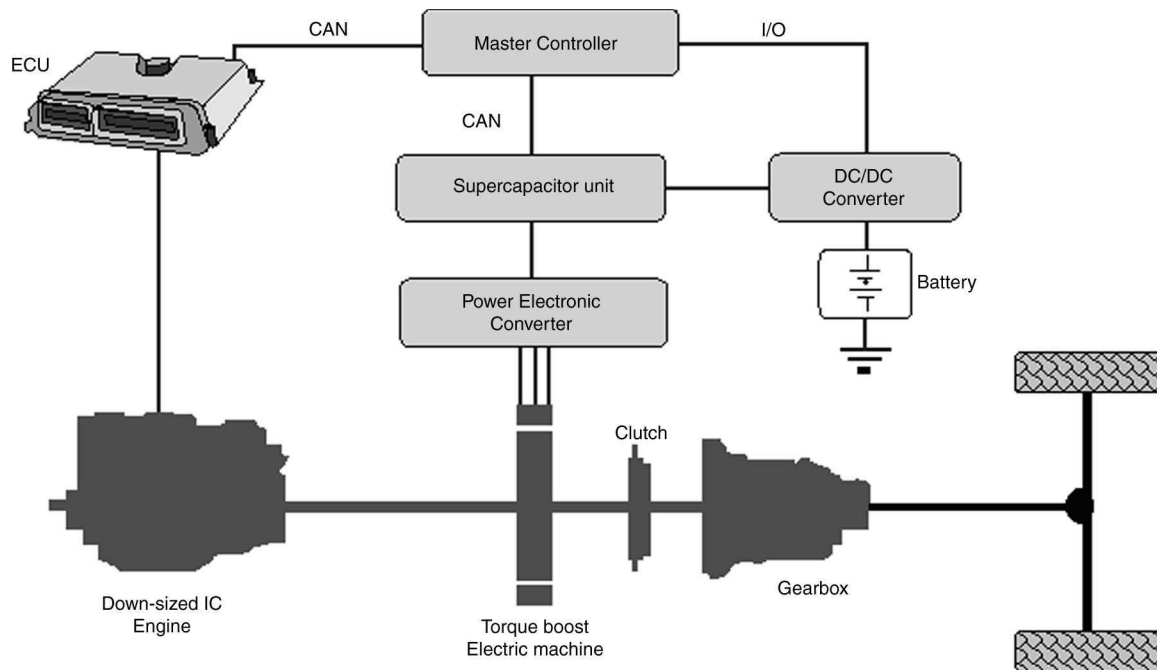 CAN
Master Controller
I/O
ECU
CAN
Supercapacitor unit
DC/DC
Converter
Power Electronic
Converter
Battery
Clutch
Down-sized IC
Engine
Torque boost
Electric machine
Gearbox